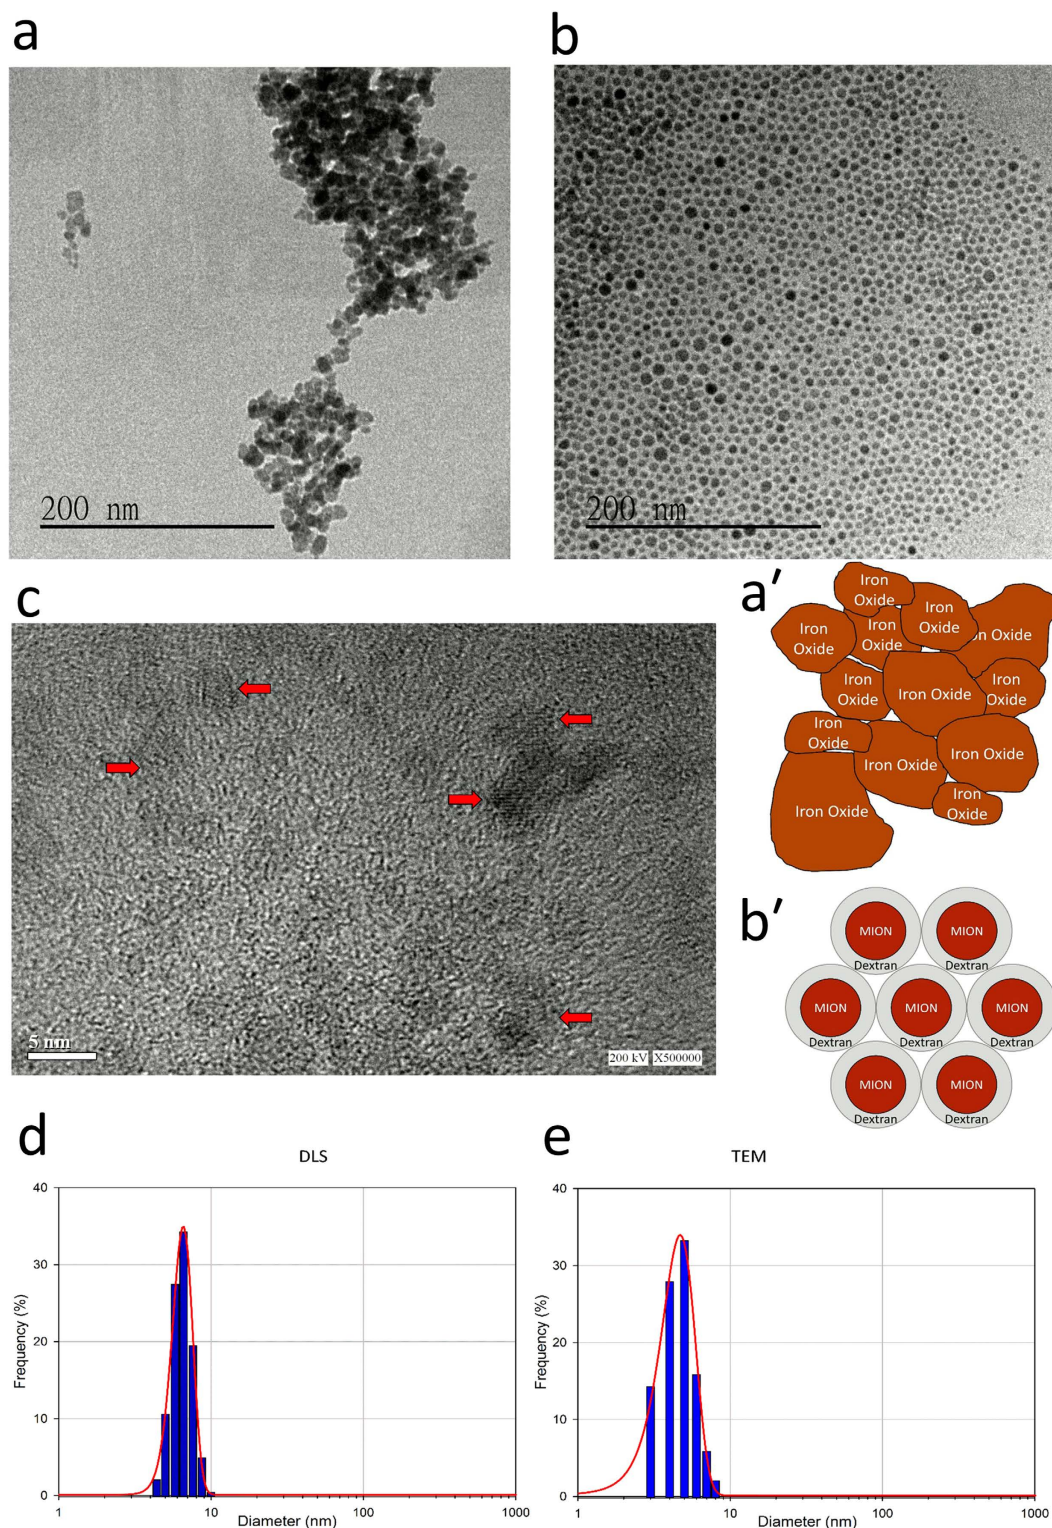 a
b
200 nm
200 nm
c
5 nm
200 kV X500000
a′
Iron
Oxide
Iron
Oxide
Iron
Oxide
Iron
Oxide
Iron Oxide
Iron
Oxide
Iron Oxide
Iron
Oxide
Iron
Oxide
Iron Oxide
Iron Oxide
Iron Oxide
Iron
Oxide
b′
MION
Dextran
MION
Dextran
MION
Dextran
MION
Dextran
MION
Dextran
MION
Dextran
MION
Dextran
d
DLS
Frequency (%)
40
30
20
10
0
1
10
100
1000
Diameter (nm)
e
TEM
Frequency (%)
40
30
20
10
0
1
10
100
1000
Diameter (nm)